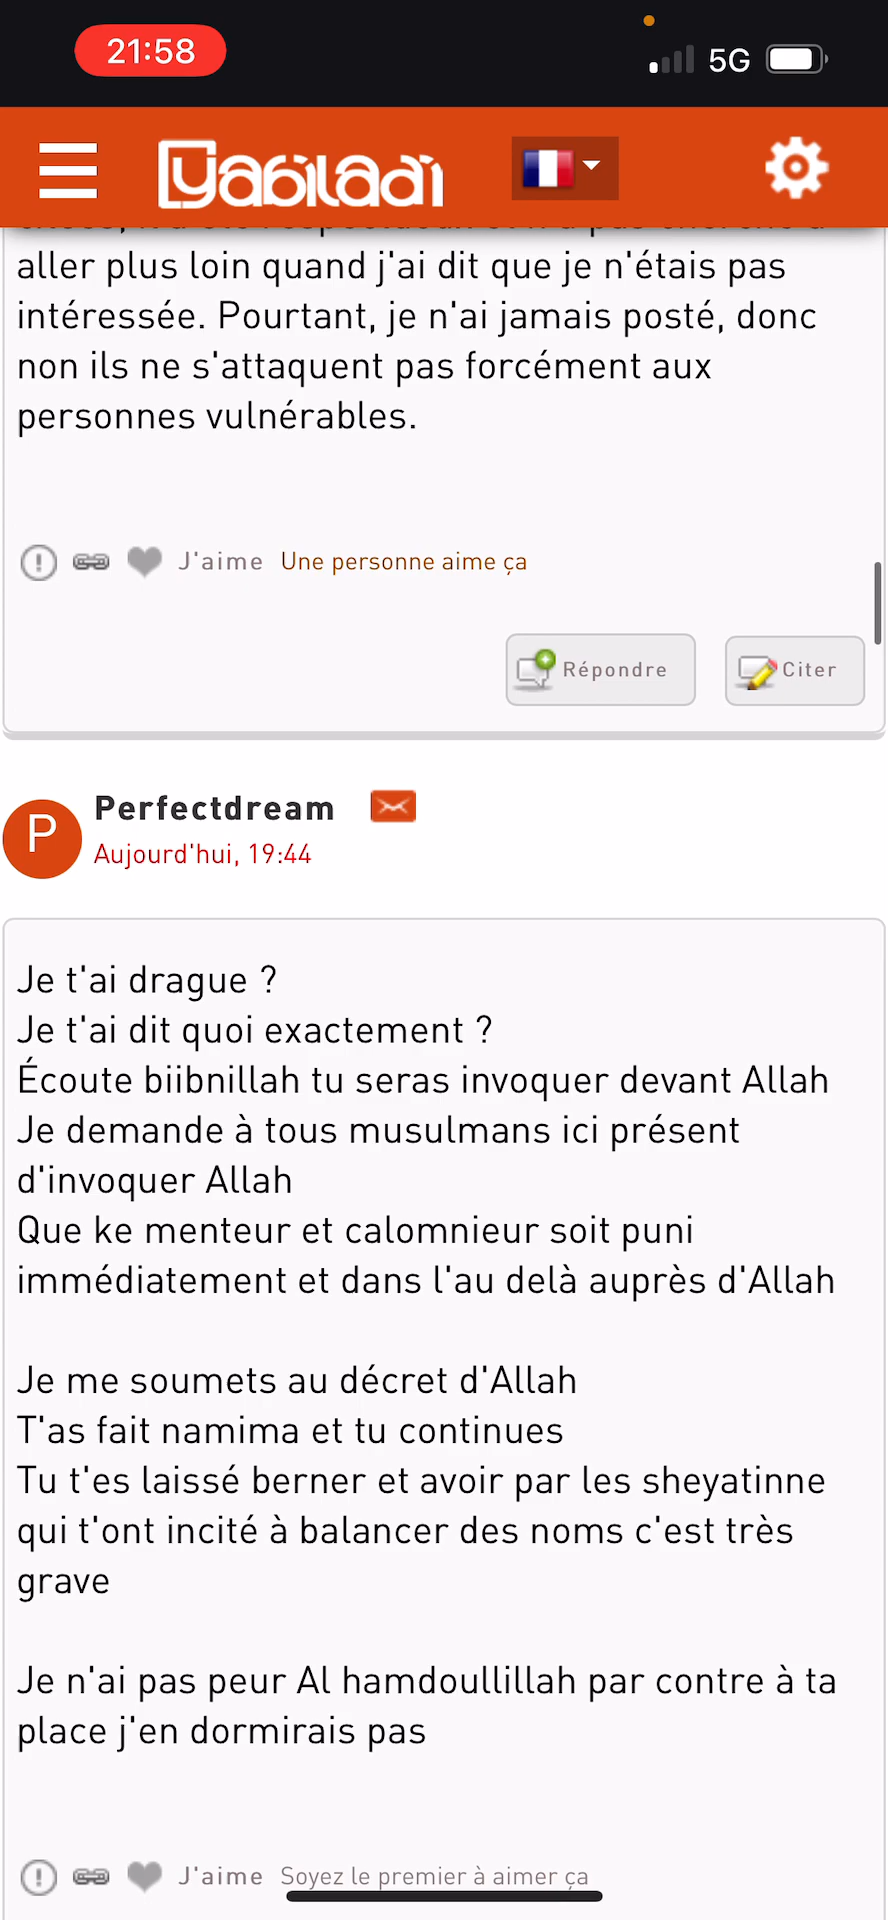 21:58
5G
Yabiladi
aller plus loin quand j'ai dit que je n'étais pas
intéressée. Pourtant, je n'ai jamais posté, donc
non ils ne s'attaquent pas forcément aux
personnes vulnérables.
J'aime Une personne aime ça
Répondre Citer
P
Perfectdream
Aujourd'hui, 19:44
Je t'ai drague ?
Je t'ai dit quoi exactement ?
Écoute biibnillah tu seras invoquer devant Allah
Je demande à tous musulmans ici présent
d'invoquer Allah
Que ke menteur et calomnieur soit puni
immédiatement et dans l'au delà auprès d'Allah
Je me soumets au décret d'Allah
T'as fait namima et tu continues
Tu t'es laissé berner et avoir par les sheyatinne
qui t'ont incité à balancer des noms c'est très
grave
Je n'ai pas peur Al hamdoullillah par contre à ta
place j'en dormirais pas
J'aime Soyez le premier à aimer ça